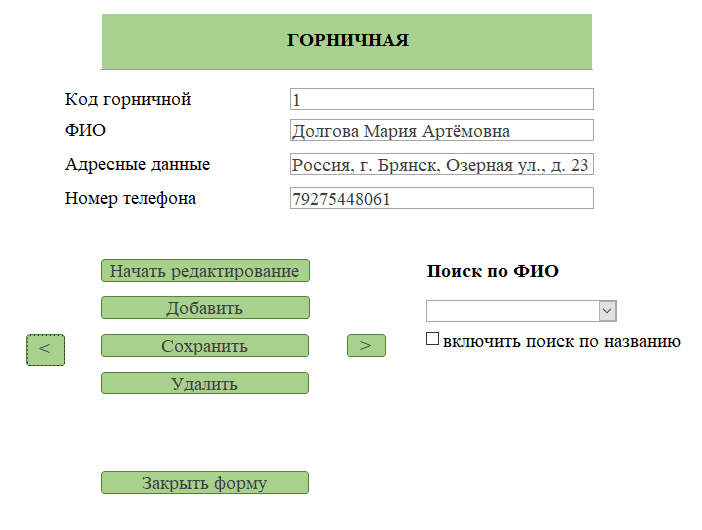 ГОРНИЧНАЯ
Код горничной 1
ФИО Долгова Мария Артёмовна
Адресные данные Россия, г. Брянск, Озерная ул., д. 23
Номер телефона 79275448061
Начать редактирование
Поиск по ФИО
Добавить
< Сохранить >
включить поиск по названию
Удалить
Закрыть форму